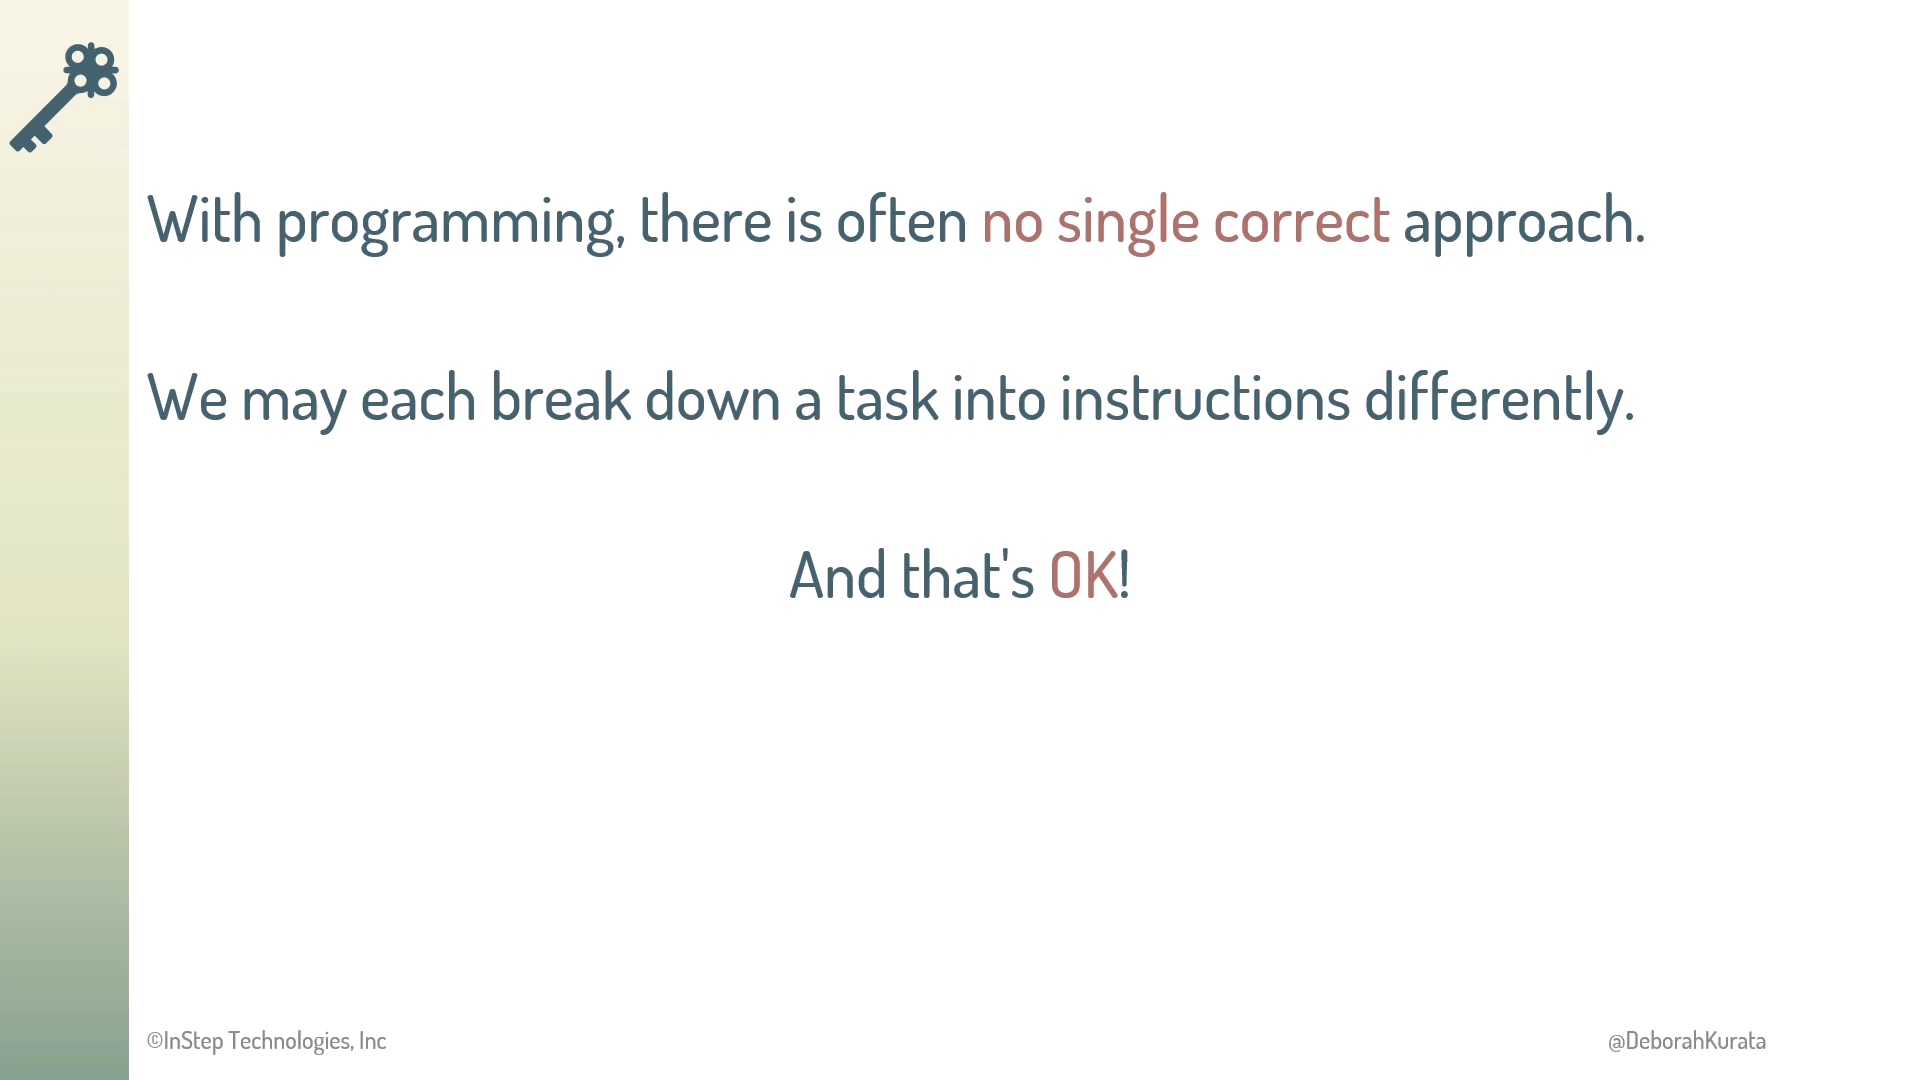 With programming, there is often no single correct approach.
We may each break down a task into instructions differently.
And that's OK!
©InStep Technologies, Inc
@DeborahKurata